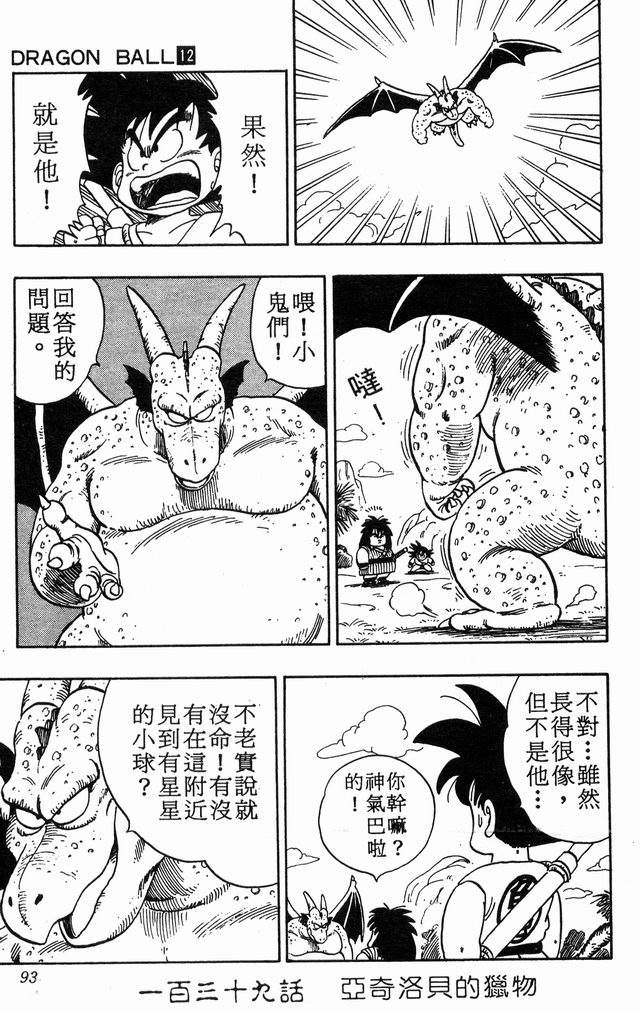 DRAGON BALL 12
果然！
就是他！
噠！
喂！小
鬼們！
回答我的
問題。
不對…雖然
長得很像，
但不是他…
你幹嘛？
神氣巴啦
的！
不老實說就
沒命！有沒
有在這附近
見到有星星
的小球？
93
一百三十九話 亞奇洛貝的獵物